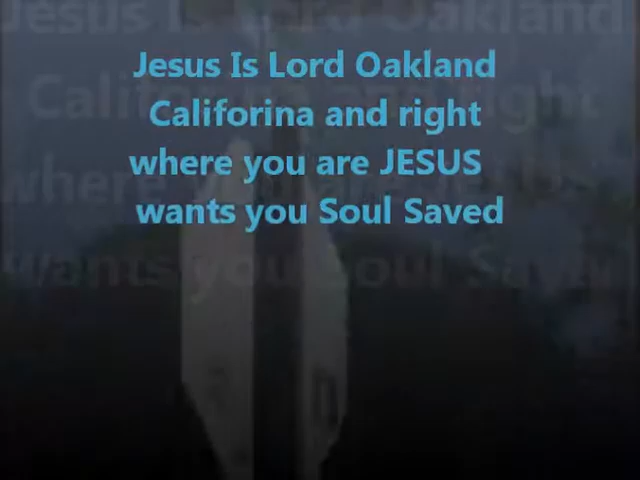 Jesus Is Lord Oakland
Califorina and right
where you are JESUS
wants you Soul Saved